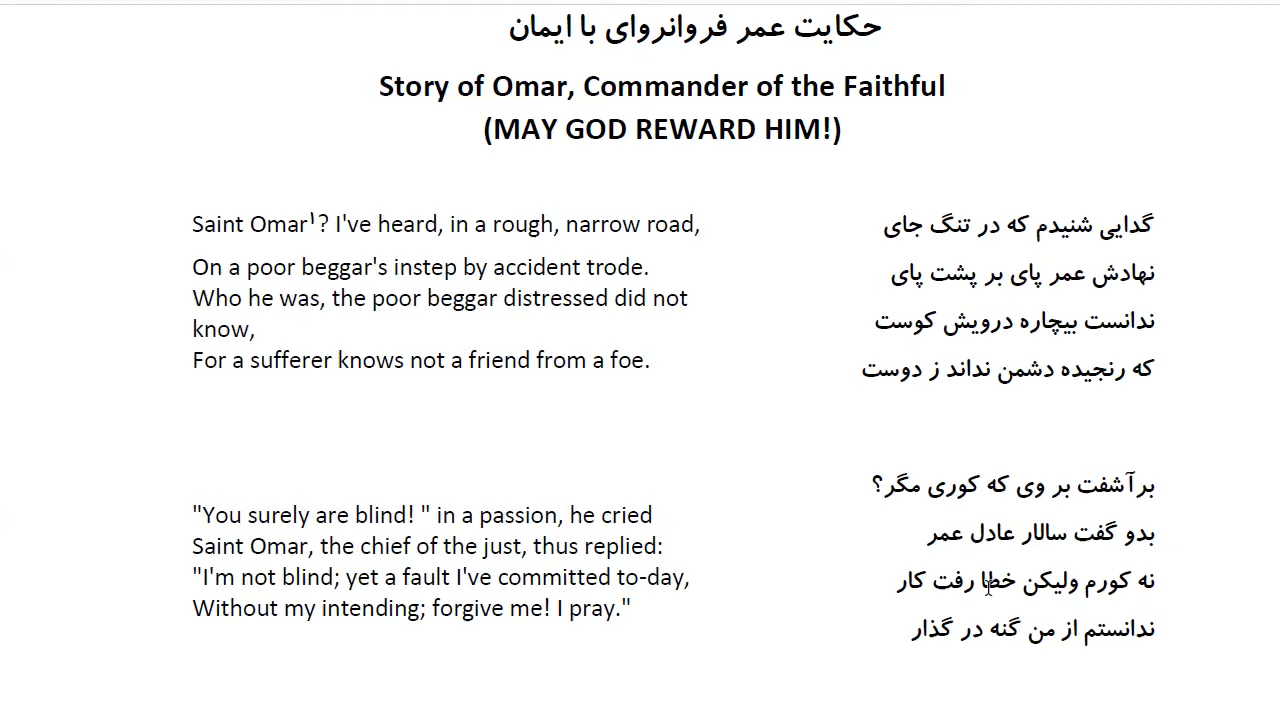 حکایت عمر فروانروای با ایمان
Story of Omar, Commander of the Faithful
(MAY GOD REWARD HIM!)
Saint Omar۱? I've heard, in a rough, narrow road,
On a poor beggar's instep by accident trode.
Who he was, the poor beggar distressed did not
know,
For a sufferer knows not a friend from a foe.
گدایی شنیدم که در تنگ جای
نهادش عمر پای بر پشت پای
ندانست بیچاره درویش کوست
که رنجیده دشمن نداند ز دوست
"You surely are blind! " in a passion, he cried
Saint Omar, the chief of the just, thus replied:
"I'm not blind; yet a fault I've committed to-day,
Without my intending; forgive me! I pray."
برآشفت بر وی که کوری مگر؟
بدو گفت سالار عادل عمر
نه کورم ولیکن خطا رفت کار
ندانستم از من گنه در گذار